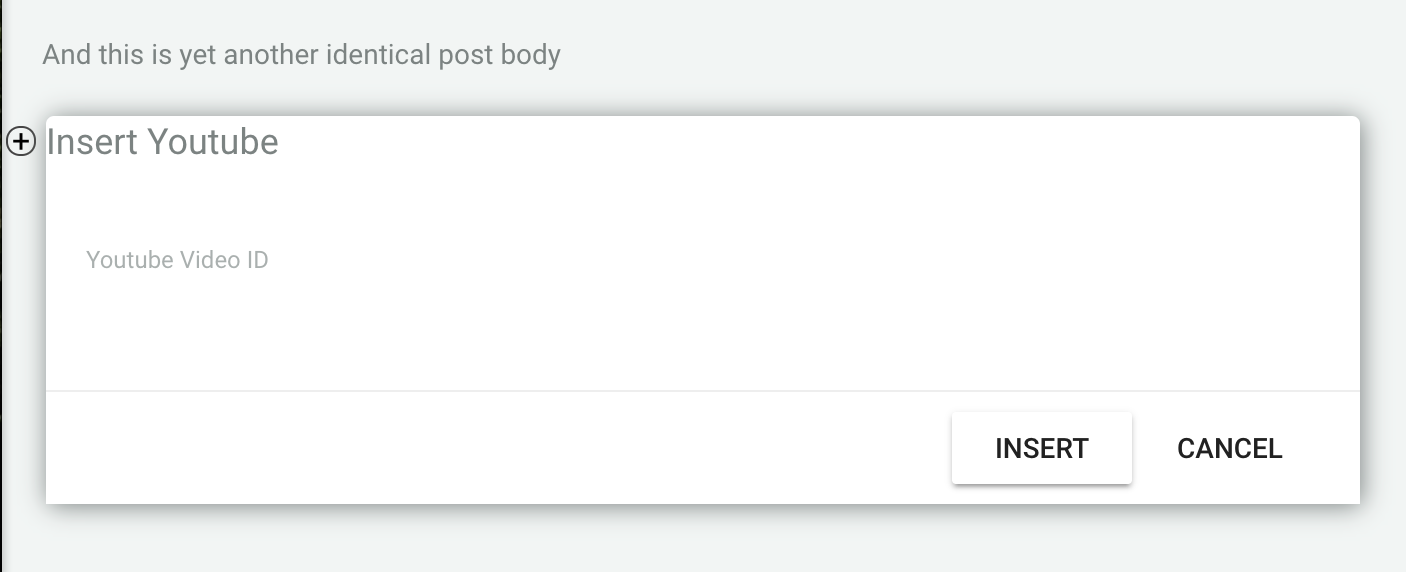 And this is yet another identical post body
Insert Youtube
Youtube Video ID
INSERT CANCEL